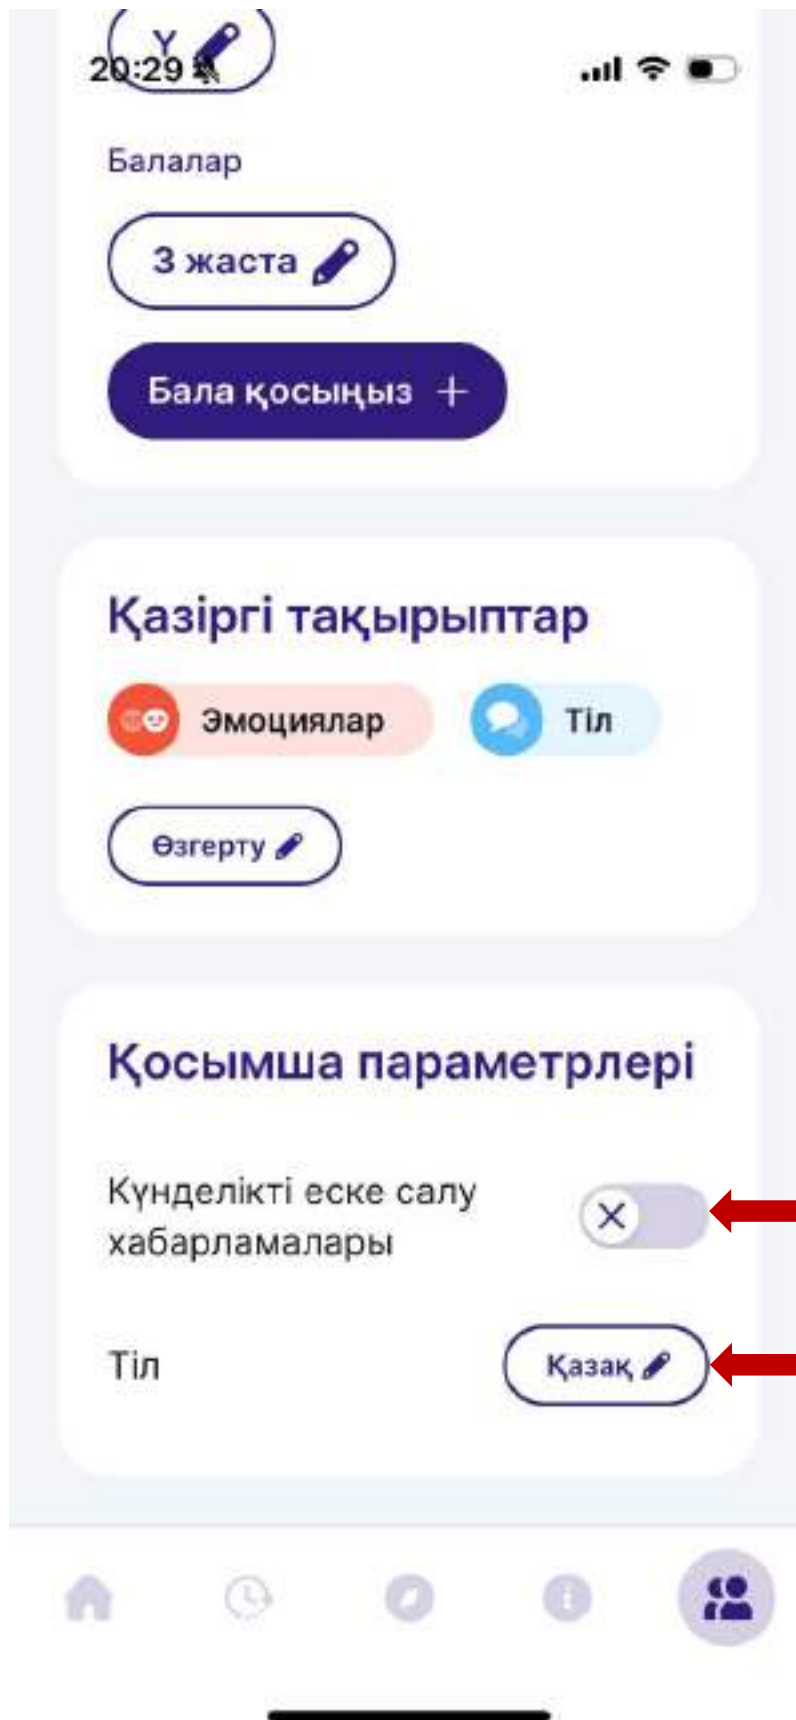 Y
20:29
Балалар
3 жаста
Бала қосыңыз +
Қазіргі тақырыптар
Эмоциялар
Тіл
Өзгерту
Қосымша параметрлері
Күнделікті еске салу
хабарламалары
Тіл
Қазақ